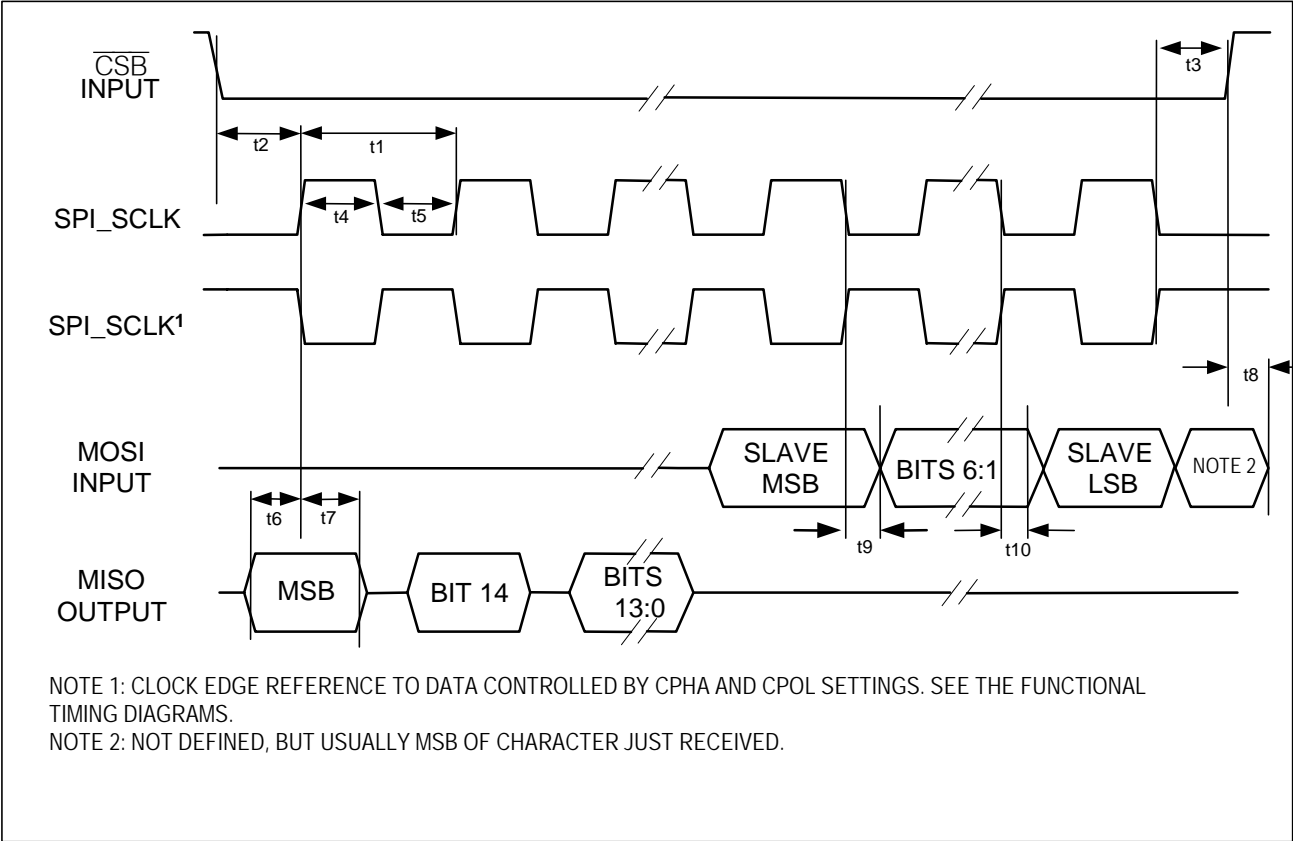 CSB
INPUT
t3
t2
t1
SPI_SCLK
t4
t5
SPI_SCLK¹
t8
MOSI
INPUT
SLAVE
MSB
BITS 6:1
SLAVE
LSB
NOTE 2
t6
t7
t9
t10
MISO
OUTPUT
MSB
BIT 14
BITS
13:0
NOTE 1: CLOCK EDGE REFERENCE TO DATA CONTROLLED BY CPHA AND CPOL SETTINGS. SEE THE FUNCTIONAL
TIMING DIAGRAMS.
NOTE 2: NOT DEFINED, BUT USUALLY MSB OF CHARACTER JUST RECEIVED.